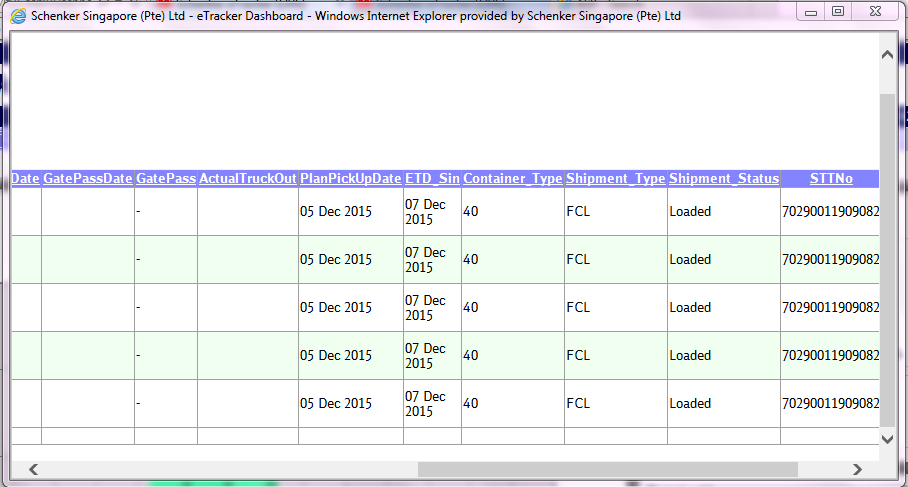 Schenker Singapore (Pte) Ltd - eTracker Dashboard - Windows Internet Explorer provided by Schenker Singapore (Pte) Ltd
Date GatePassDate GatePass ActualTruckOut PlanPickUpDate ETD_Sin Container_Type Shipment_Type Shipment_Status STTNo
- 05 Dec 2015 07 Dec 2015 40 FCL Loaded 70290011909082
- 05 Dec 2015 07 Dec 2015 40 FCL Loaded 70290011909082
- 05 Dec 2015 07 Dec 2015 40 FCL Loaded 70290011909082
- 05 Dec 2015 07 Dec 2015 40 FCL Loaded 70290011909082
- 05 Dec 2015 07 Dec 2015 40 FCL Loaded 70290011909082